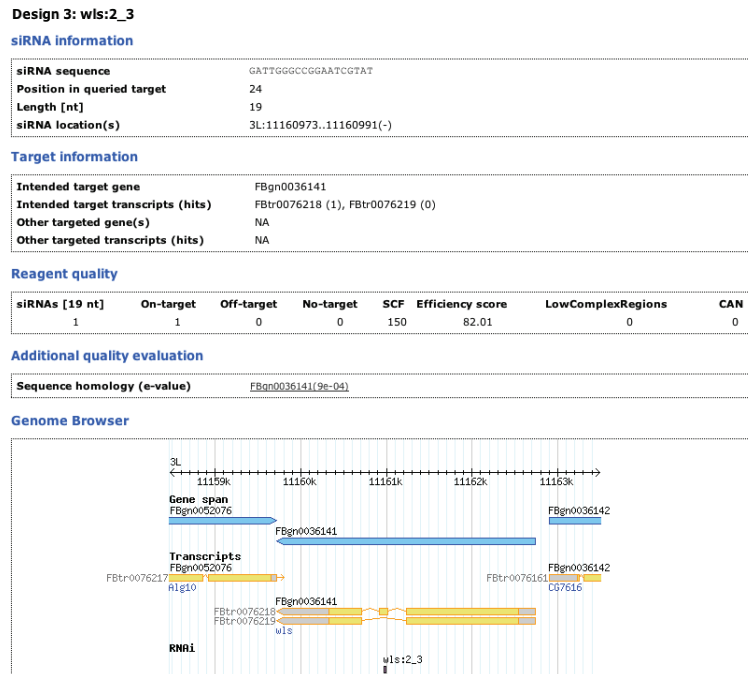 Design 3: wls:2_3
siRNA information
siRNA sequence GATTGGGCCGGAATCGTAT
Position in queried target 24
Length [nt] 19
siRNA location(s) 3L:11160973..11160991(-)
Target information
Intended target gene FBgn0036141
Intended target transcripts (hits) FBtr0076218 (1), FBtr0076219 (0)
Other targeted gene(s) NA
Other targeted transcripts (hits) NA
Reagent quality
siRNAs [19 nt] On-target Off-target No-target SCF Efficiency score LowComplexRegions CAN
1 1 0 0 150 82.01 0 0
Additional quality evaluation
Sequence homology (e-value) FBgn0036141(9e-04)
Genome Browser
3L
11159k 11160k 11161k 11162k 11163k
Gene span
FBgn0052076 FBgn0036142
FBgn0036141
Transcripts
FBgn0052076 FBgn0036142
FBtr0076217 FBtr0076161
Alg10 CG7616
FBgn0036141
FBtr0076218
FBtr0076219
wls
RNAi
wls:2_3